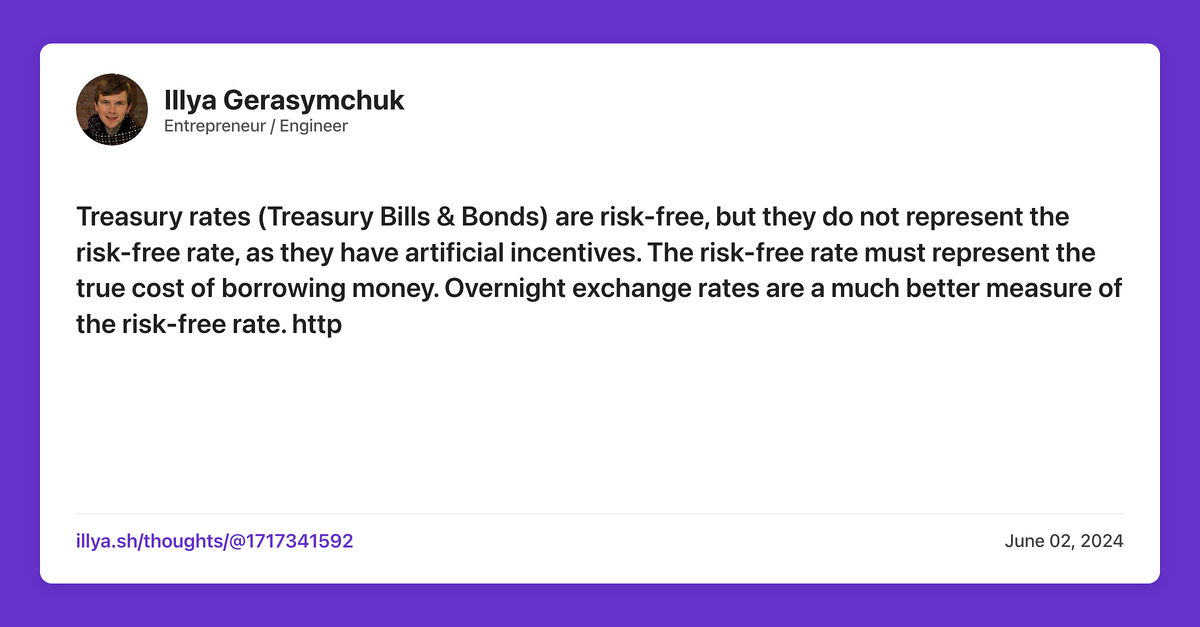 Illya Gerasymchuk
Entrepreneur / Engineer
Treasury rates (Treasury Bills & Bonds) are risk-free, but they do not represent the
risk-free rate, as they have artificial incentives. The risk-free rate must represent the
true cost of borrowing money. Overnight exchange rates are a much better measure of
the risk-free rate. http
illya.sh/thoughts/@1717341592
June 02, 2024